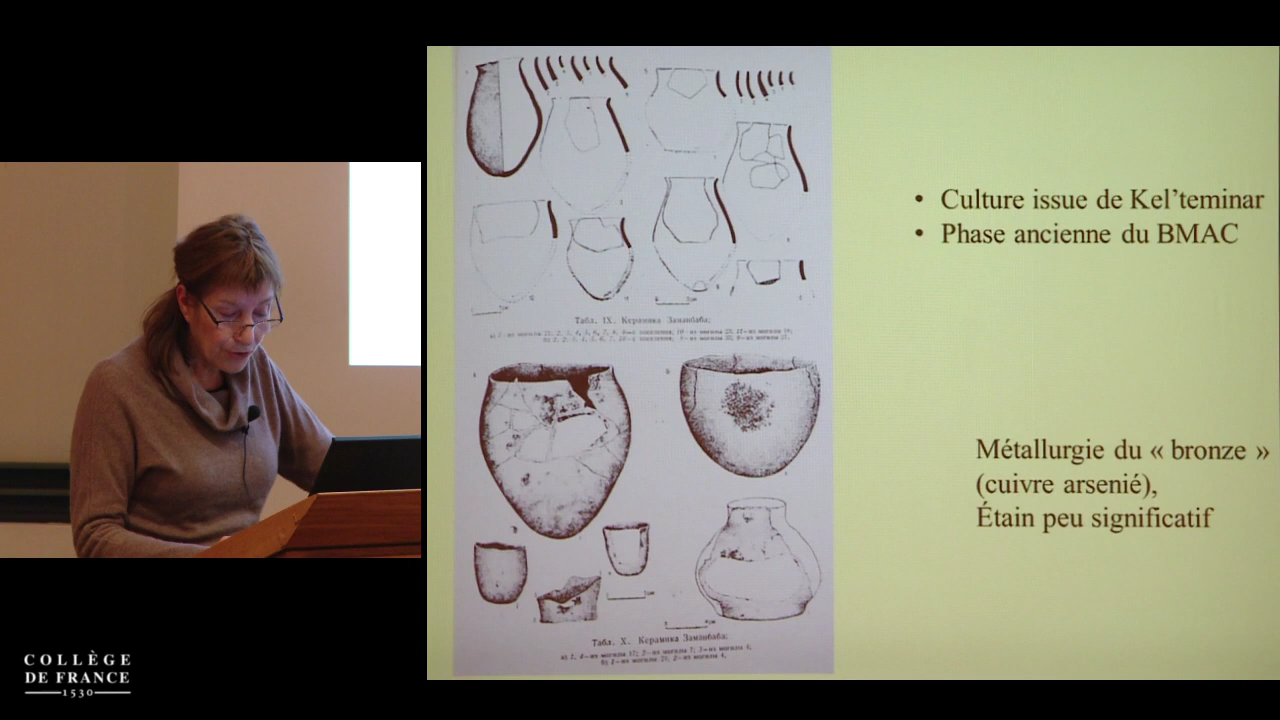 Табл. IX. Керамика Заманбаба;
Табл. X. Керамика Заманбаба;
• Culture issue de Kel’teminar
• Phase ancienne du BMAC
Métallurgie du « bronze »
(cuivre arsenié),
Étain peu significatif
COLLÈGE
DE FRANCE
1530